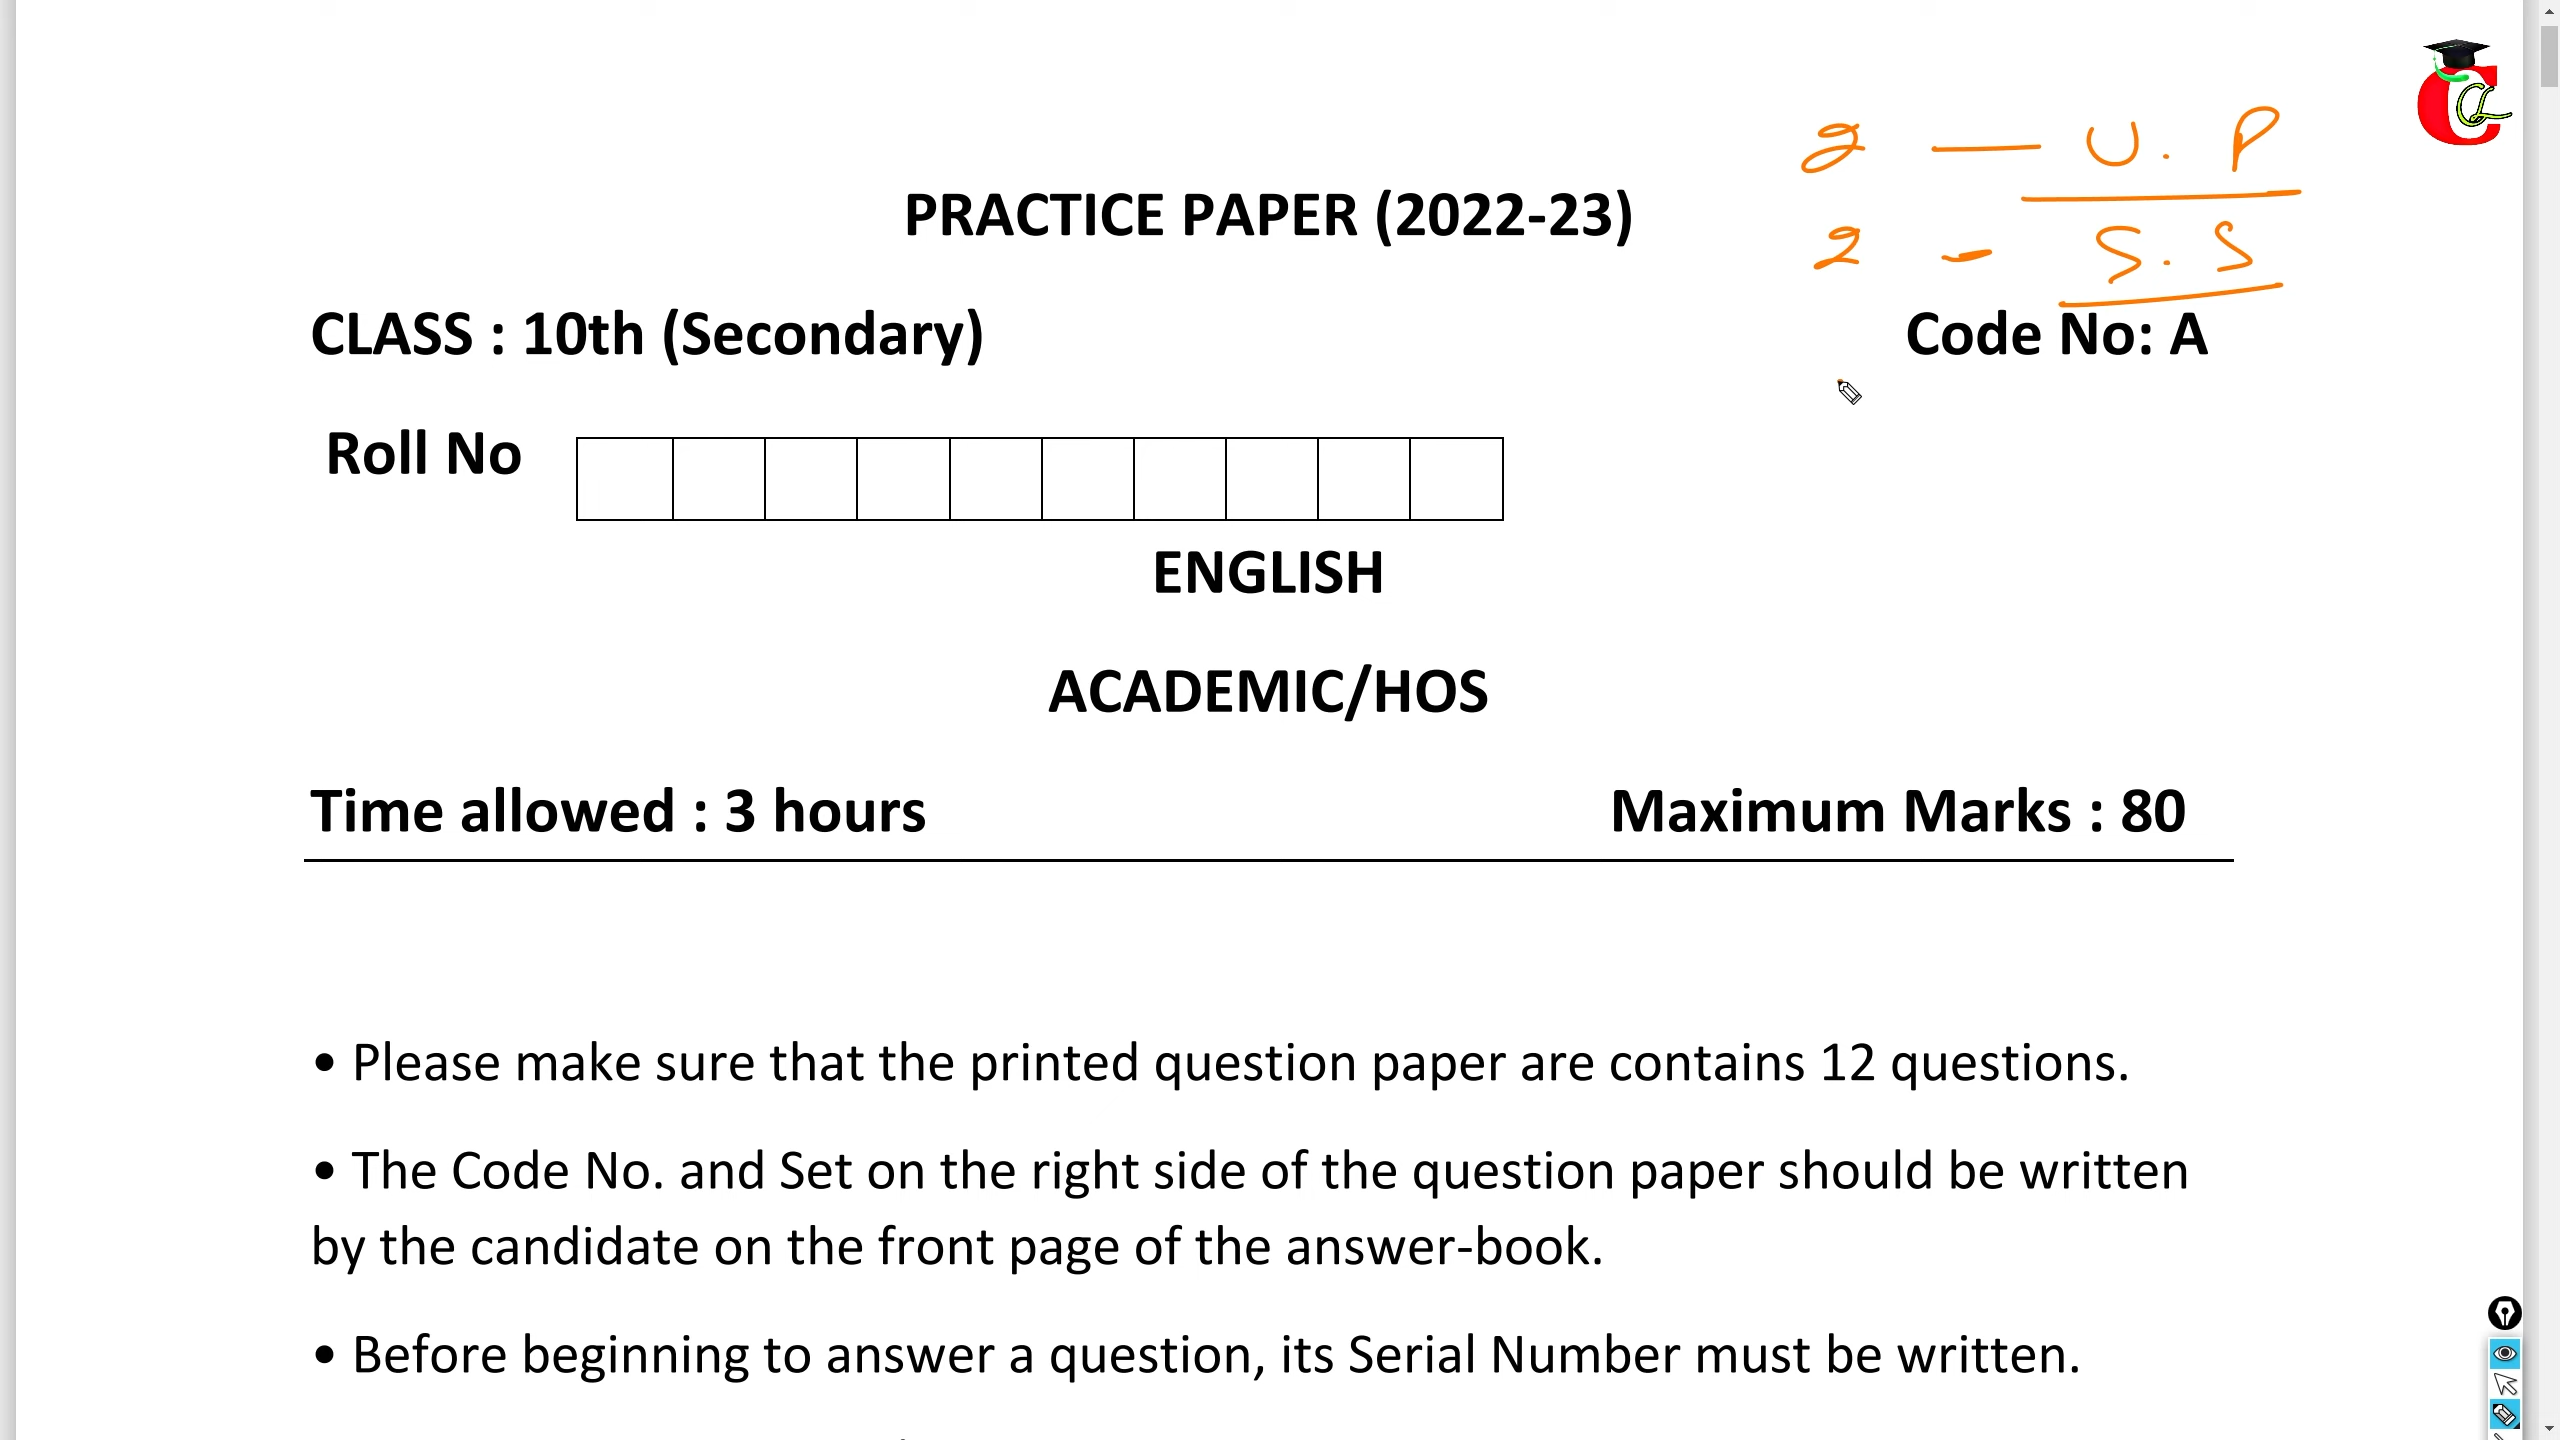 2 — U. P
PRACTICE PAPER (2022-23)
2 - S. S
CLASS : 10th (Secondary) Code No: A
Roll No
ENGLISH
ACADEMIC/HOS
Time allowed : 3 hours Maximum Marks : 80
• Please make sure that the printed question paper are contains 12 questions.
• The Code No. and Set on the right side of the question paper should be written
by the candidate on the front page of the answer-book.
• Before beginning to answer a question, its Serial Number must be written.